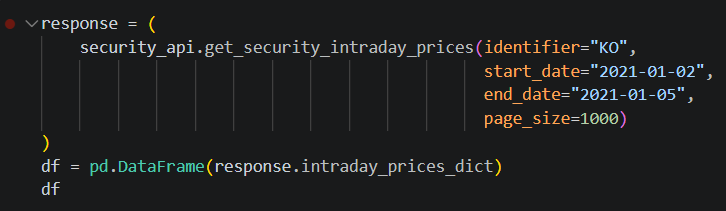 response = (
    security_api.get_security_intraday_prices(identifier="KO",
                                              start_date="2021-01-02",
                                              end_date="2021-01-05",
                                              page_size=1000)
)
df = pd.DataFrame(response.intraday_prices_dict)
df